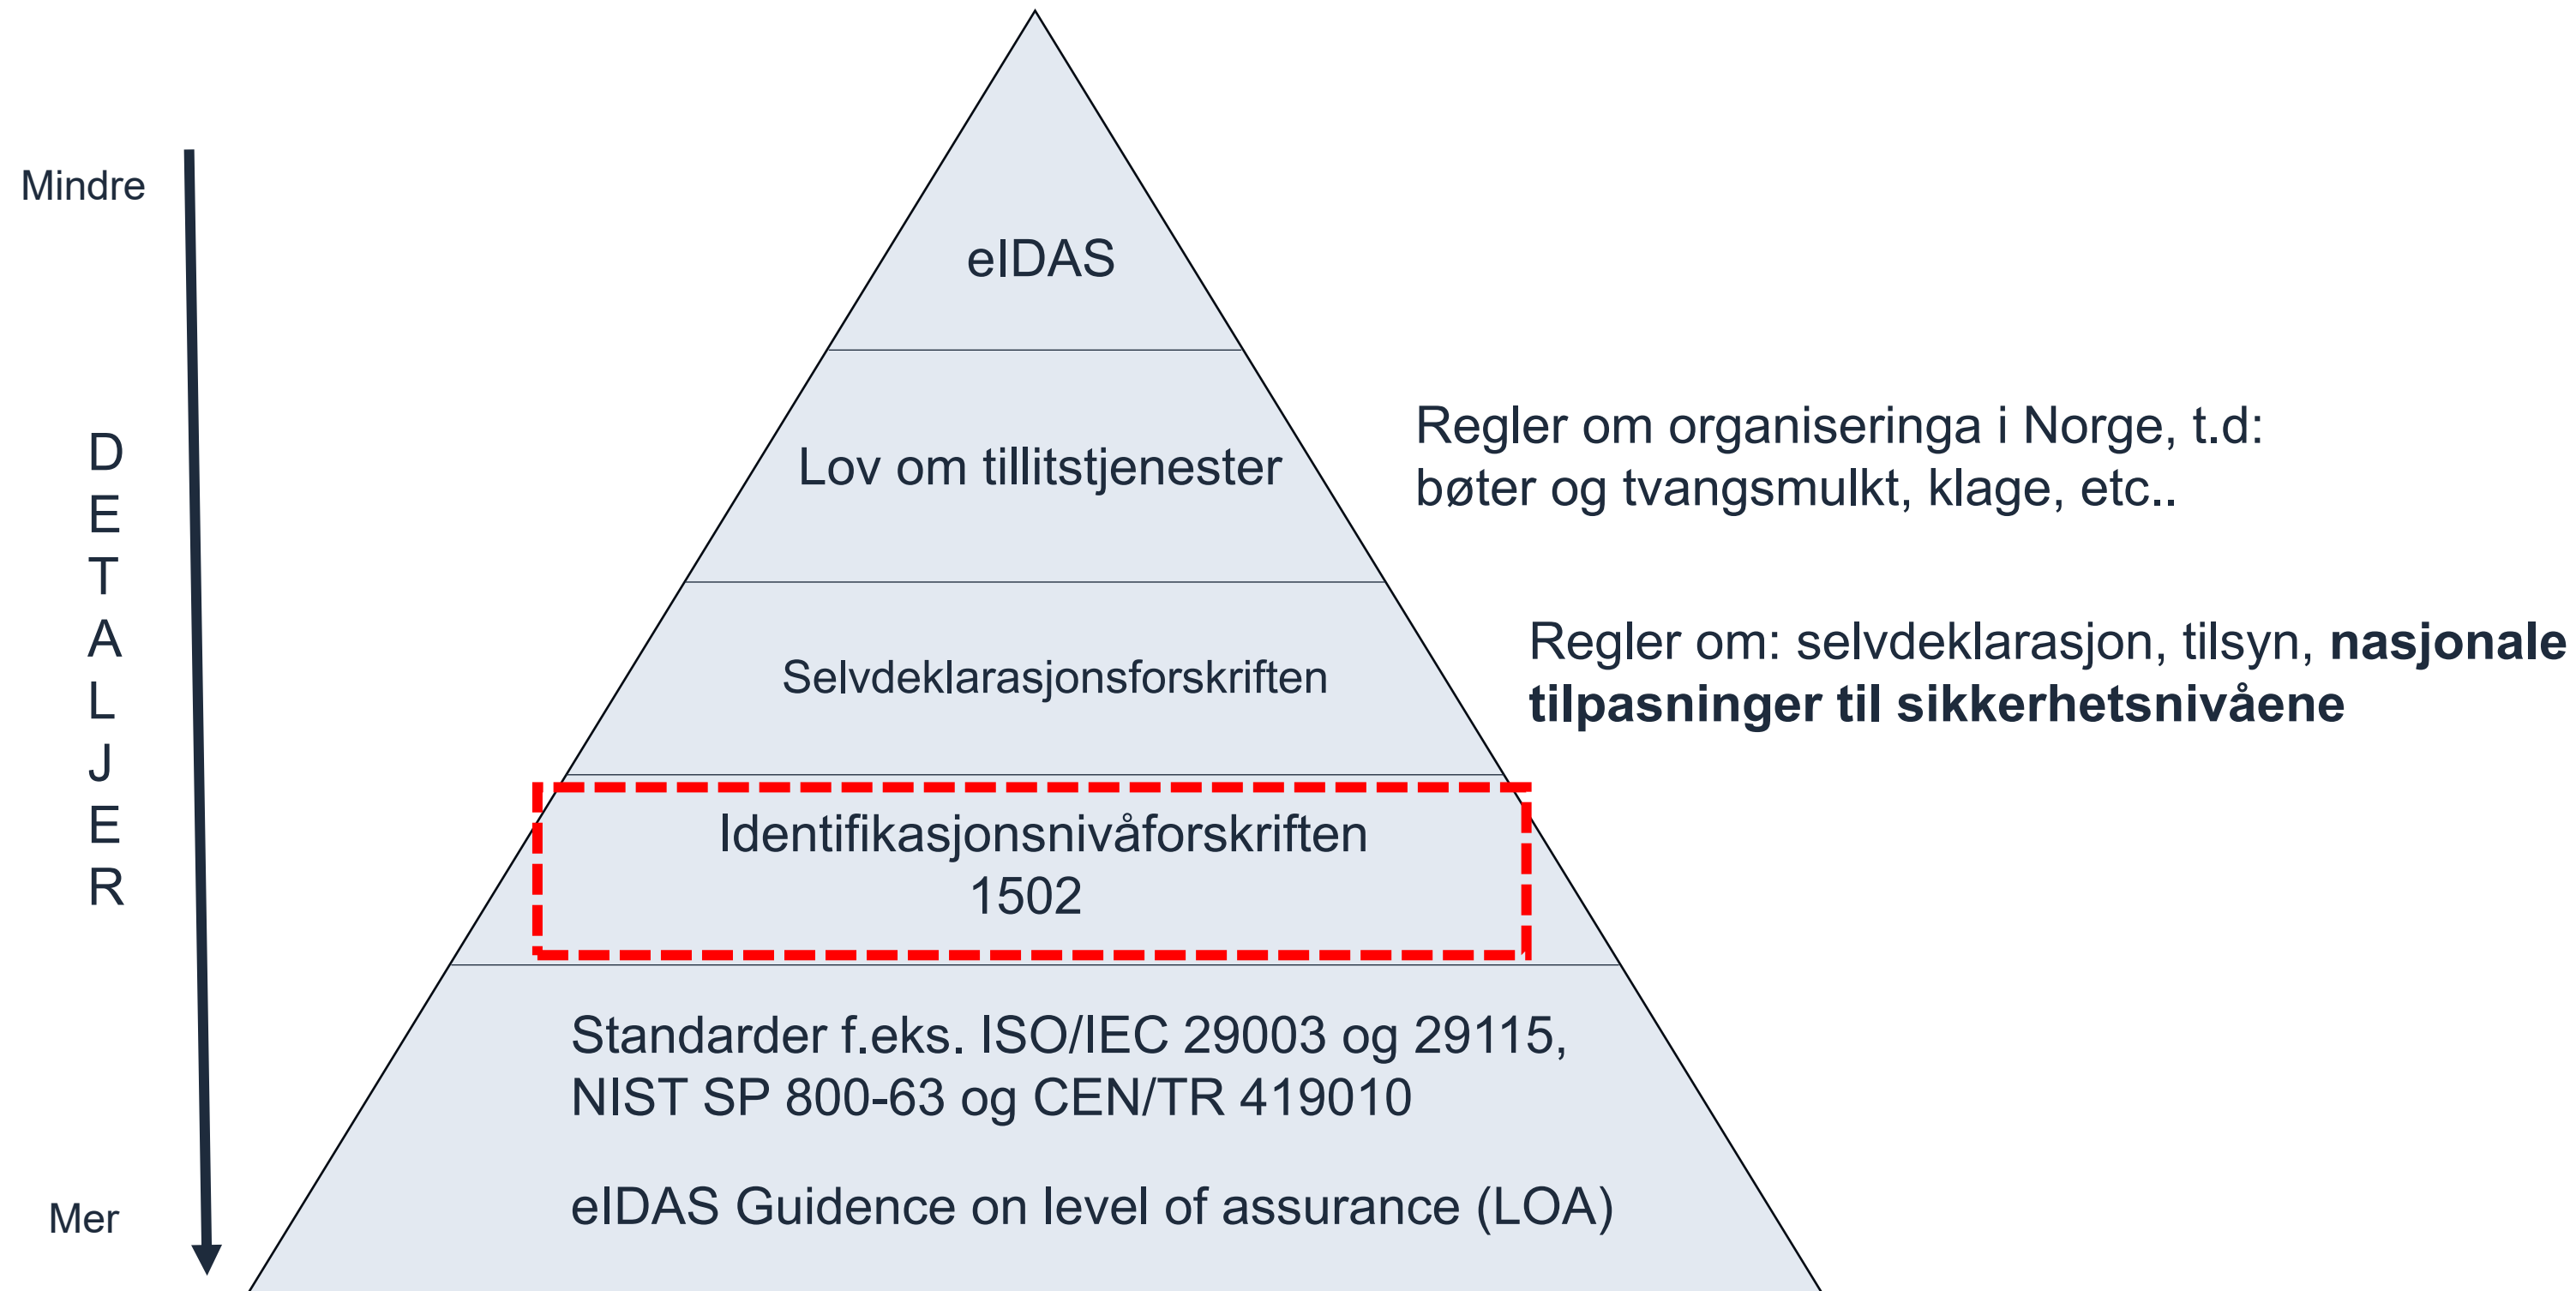 Mindre
DETALJER
Mer
eIDAS
Lov om tillitstjenester
Regler om organiseringa i Norge, t.d:
bøter og tvangsmulkt, klage, etc..
Selvdeklarasjonsforskriften
Regler om: selvdeklarasjon, tilsyn, nasjonale
tilpasninger til sikkerhetsnivåene
Identifikasjonsnivåforskriften
1502
Standarder f.eks. ISO/IEC 29003 og 29115,
NIST SP 800-63 og CEN/TR 419010
eIDAS Guidence on level of assurance (LOA)